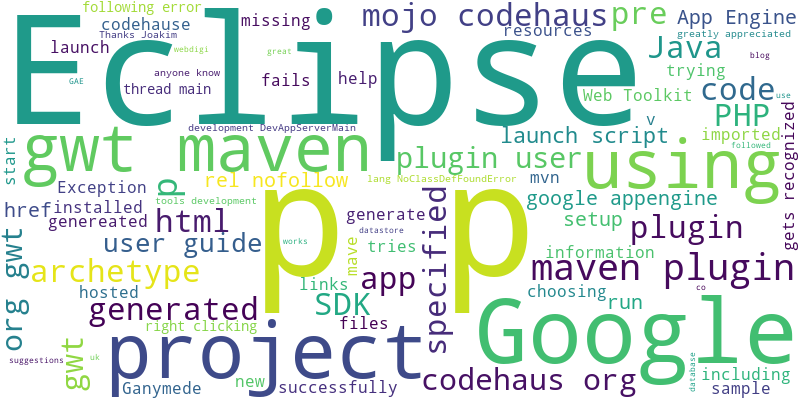 following error
missing
mojo codehaus
pre
App Engine
codehause
resources
greatly appreciated
Thanks Joakim
webdigi
great
launch
Eclipse
Java
blog
GAE
anyone know
fails
help
trying
thread main
Web Toolkit
code
use
development DevAppServerMain
v
PHP
launch script
imported
followed
start
gwt maven
plugin user
using
gets recognized
p
rel nofollow
lang NoClassDefFoundError
mvn
Exception
installed
tools development
p p
google appengine
href
genereated
html
generate
datastore
specified
setup
plugin
org gwt
user guide
works
tries
mave
information
maven plugin
archetype
app
hosted
links
choosing
generated
SDK
run
Google
right clicking
files
co
gwt
project
database
suggestions
uk
new
successfully
codehaus org
including
Ganymede
sample